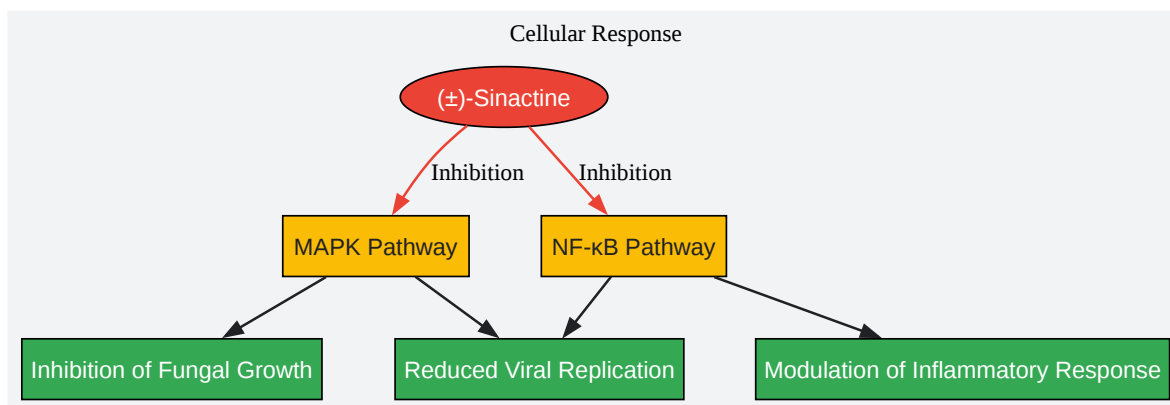 Cellular Response
(±)-Sinactine
Inhibition
Inhibition
MAPK Pathway
NF-κB Pathway
Inhibition of Fungal Growth
Reduced Viral Replication
Modulation of Inflammatory Response